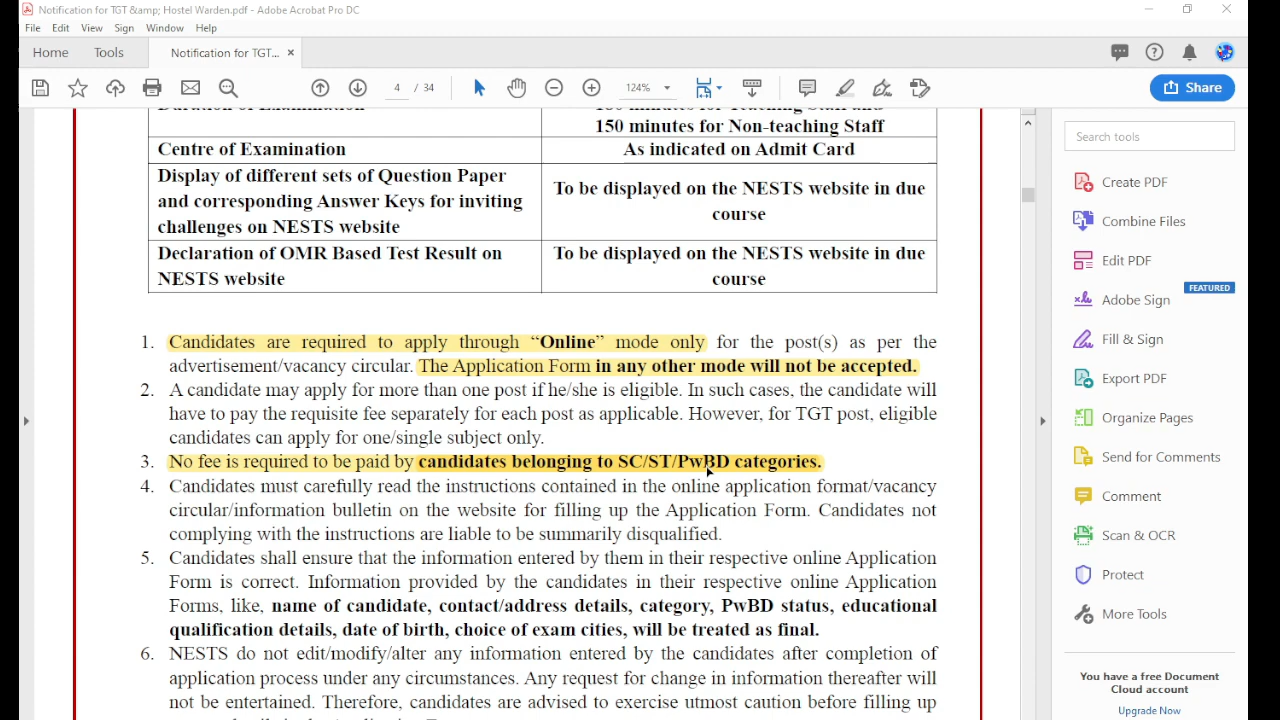 Notification for TGT &amp; Hostel Warden.pdf - Adobe Acrobat Pro DC
File Edit View Sign Window Help
Home Tools Notification for TGT... ×
4 / 34 124% Share
150 minutes for Non-teaching Staff
Centre of Examination As indicated on Admit Card
Display of different sets of Question Paper
and corresponding Answer Keys for inviting
challenges on NESTS website
To be displayed on the NESTS website in due
course
Declaration of OMR Based Test Result on
NESTS website
To be displayed on the NESTS website in due
course
1. Candidates are required to apply through “Online” mode only for the post(s) as per the
advertisement/vacancy circular. The Application Form in any other mode will not be accepted.
2. A candidate may apply for more than one post if he/she is eligible. In such cases, the candidate will
have to pay the requisite fee separately for each post as applicable. However, for TGT post, eligible
candidates can apply for one/single subject only.
3. No fee is required to be paid by candidates belonging to SC/ST/PwBD categories.
4. Candidates must carefully read the instructions contained in the online application format/vacancy
circular/information bulletin on the website for filling up the Application Form. Candidates not
complying with the instructions are liable to be summarily disqualified.
5. Candidates shall ensure that the information entered by them in their respective online Application
Form is correct. Information provided by the candidates in their respective online Application
Forms, like, name of candidate, contact/address details, category, PwBD status, educational
qualification details, date of birth, choice of exam cities, will be treated as final.
6. NESTS do not edit/modify/alter any information entered by the candidates after completion of
application process under any circumstances. Any request for change in information thereafter will
not be entertained. Therefore, candidates are advised to exercise utmost caution before filling up
Search tools
Create PDF
Combine Files
Edit PDF
FEATURED
Adobe Sign
Fill & Sign
Export PDF
Organize Pages
Send for Comments
Comment
Scan & OCR
Protect
More Tools
You have a free Document
Cloud account
Upgrade Now